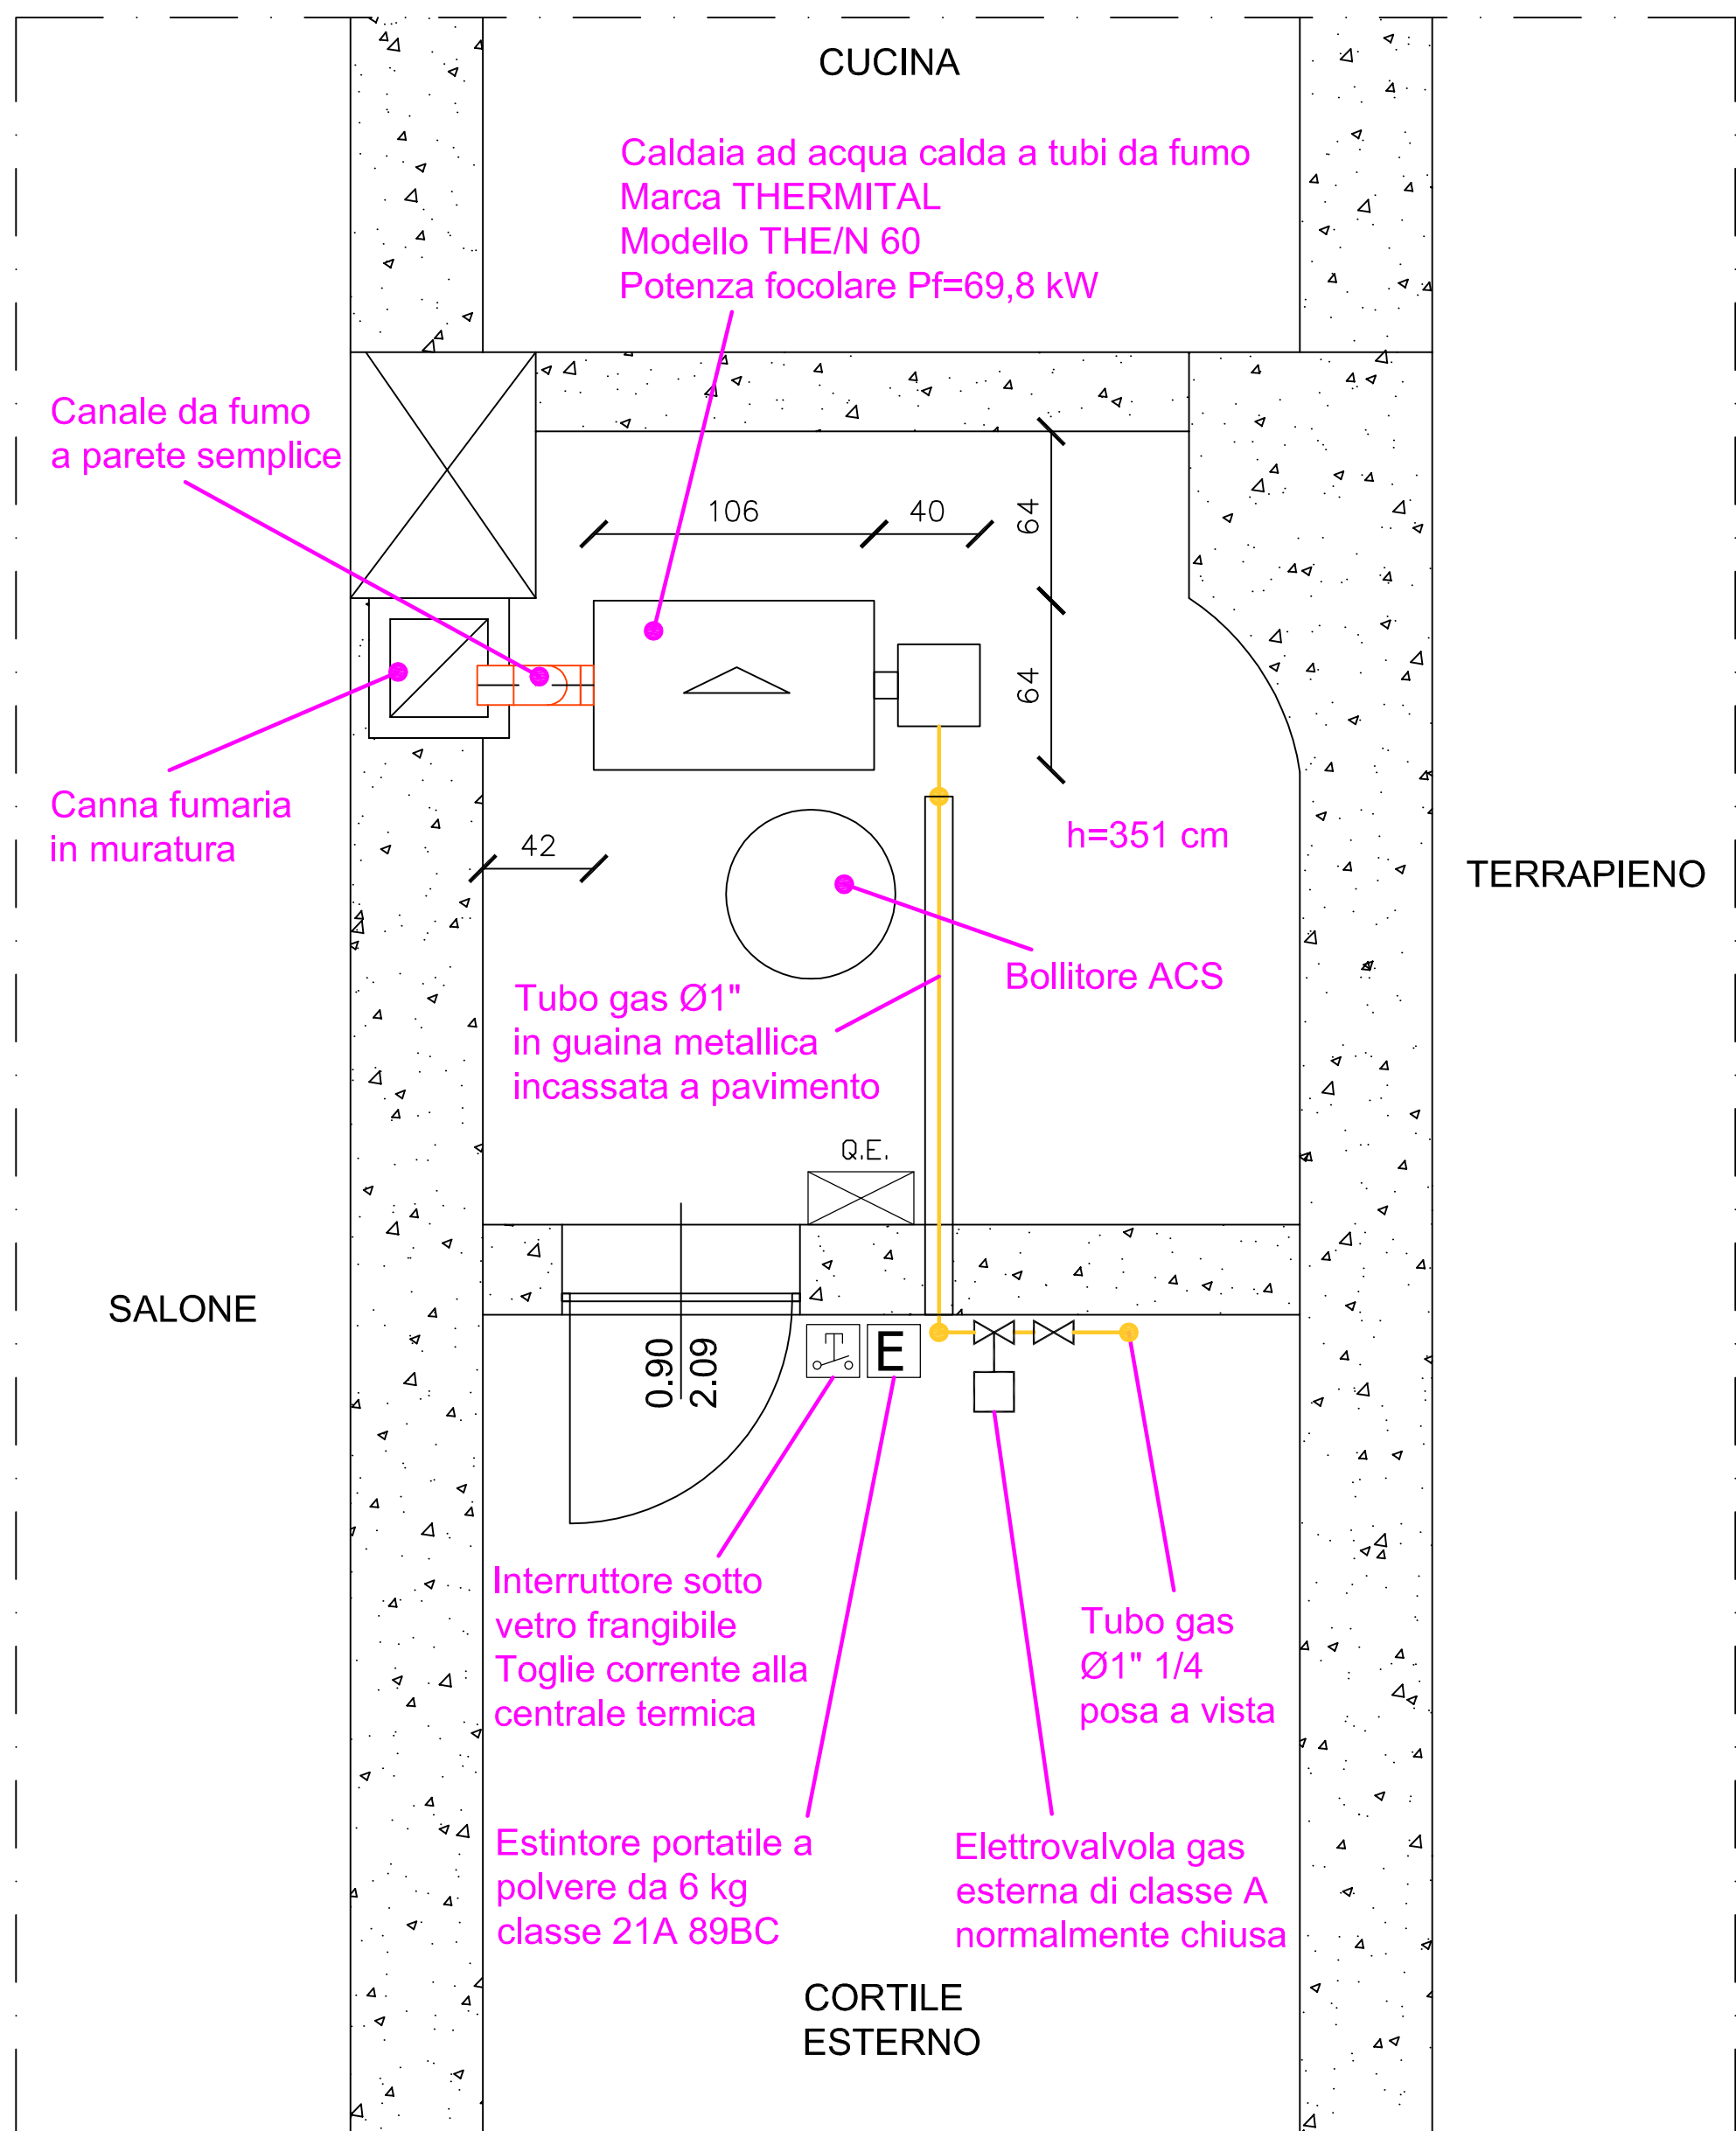 CUCINA
Caldaia ad acqua calda a tubi da fumo
Marca THERMITAL
Modello THE/N 60
Potenza focolare Pf=69,8 kW
Canale da fumo
a parete semplice
106
40
64
64
Canna fumaria
in muratura
42
h=351 cm
TERRAPIENO
Bollitore ACS
Tubo gas Ø1"
in guaina metallica
incassata a pavimento
Q.E.
SALONE
0.90
2.09
E
Interruttore sotto
vetro frangibile
Toglie corrente alla
centrale termica
Tubo gas
Ø1" 1/4
posa a vista
Estintore portatile a
polvere da 6 kg
classe 21A 89BC
Elettrovalvola gas
esterna di classe A
normalmente chiusa
CORTILE
ESTERNO